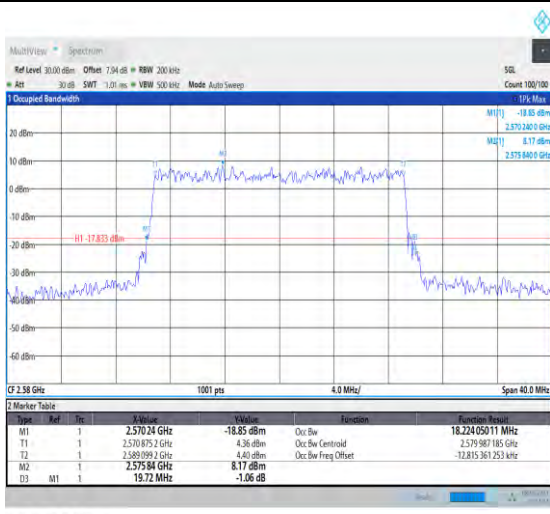 MultiView Spectrum
Ref Level 30.00 dBm Offset 7.94 dB RBW 200 kHz SGL
Att 30 dB SWT 1.01 ms VBW 500 kHz Mode Auto Sweep Count 100/100
1 Occupied Bandwidth 1Pk Max
M1[1] -18.85 dBm
2.570 240 0 GHz
M2[1] 8.17 dBm
2.575 840 0 GHz
20 dBm
10 dBm
M2
T1 T2
0 dBm
-10 dBm
M1
H1 -17.833 dBm
-20 dBm
-30 dBm
-40 dBm
-50 dBm
-60 dBm
CF 2.58 GHz 1001 pts 4.0 MHz/ Span 40.0 MHz
2 Marker Table
Type Ref Trc X-Value Y-Value Function Function Result
M1 1 2.570 24 GHz -18.85 dBm Occ Bw 18.224 050 11 MHz
T1 1 2.570 875 2 GHz 4.36 dBm Occ Bw Centroid 2.579 987 185 GHz
T2 1 2.589 099 2 GHz 4.40 dBm Occ Bw Freq Offset -12.815 361 253 kHz
M2 1 2.575 84 GHz 8.17 dBm
D3 M1 1 19.72 MHz -1.06 dB